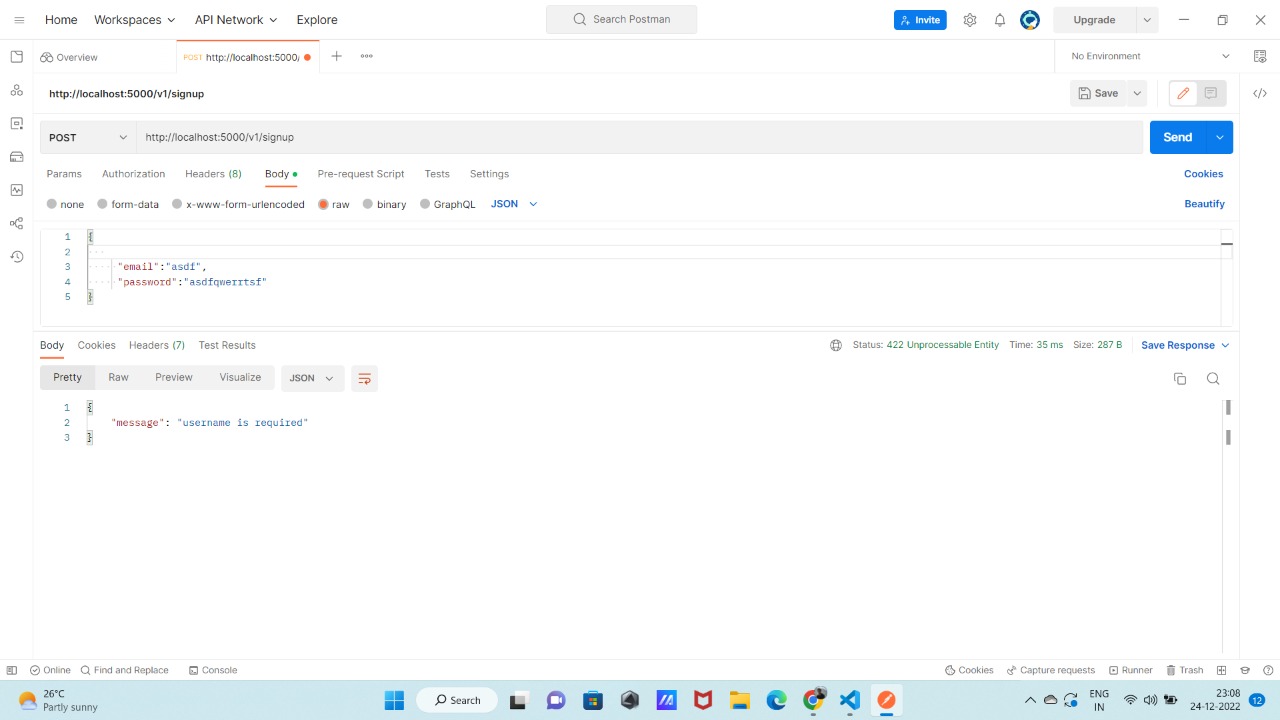 Home Workspaces API Network Explore Search Postman Invite Upgrade
Overview POST http://localhost:5000/ No Environment
http://localhost:5000/v1/signup Save
POST http://localhost:5000/v1/signup Send
Params Authorization Headers (8) Body Pre-request Script Tests Settings Cookies
none form-data x-www-form-urlencoded raw binary GraphQL JSON Beautify
1 {
2
3 "email":"asdf",
4 "password":"asdfqwerrtsf"
5 }
Body Cookies Headers (7) Test Results Status: 422 Unprocessable Entity Time: 35 ms Size: 287 B Save Response
Pretty Raw Preview Visualize JSON
1 {
2 "message": "username is required"
3 }
Online Find and Replace Console Cookies Capture requests Runner Trash
26°C
Partly sunny
Search
ENG
IN
23:08
24-12-2022
12